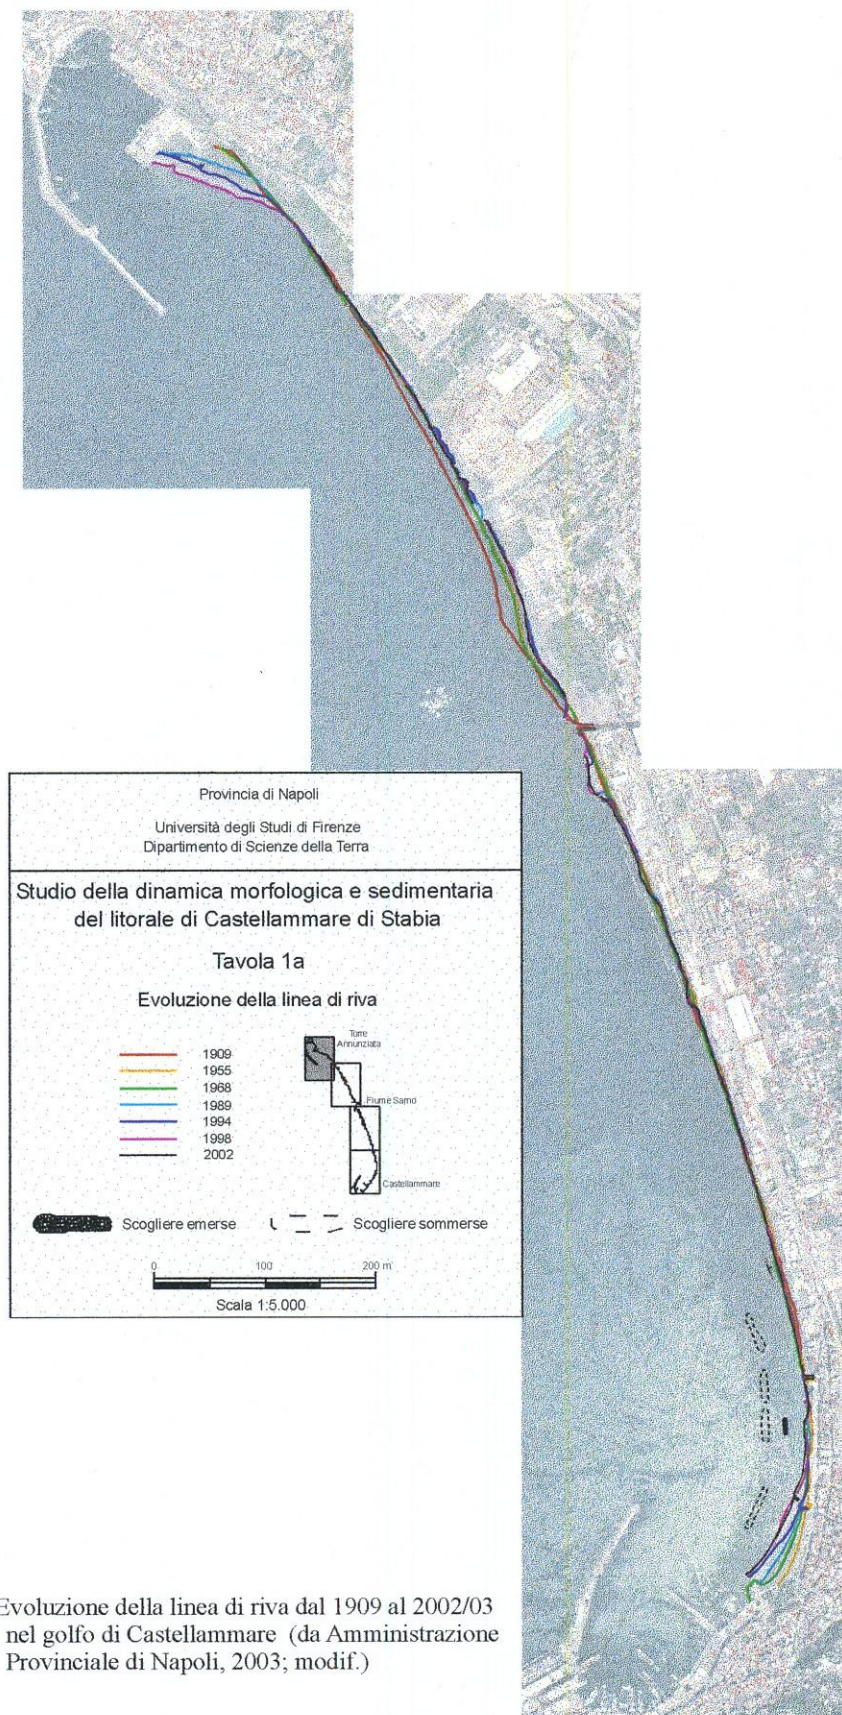 Provincia di Napoli
Università degli Studi di Firenze
Dipartimento di Scienze della Terra
Studio della dinamica morfologica e sedimentaria
del litorale di Castellammare di Stabia
Tavola 1a
Evoluzione della linea di riva
1909
1955
1968
1989
1994
1998
2002
Torre
Annunziata
Fiume Sarno
Castellammare
Scogliere emerse
Scogliere sommerse
0 100 200 m
Scala 1:5.000
Evoluzione della linea di riva dal 1909 al 2002/03
nel golfo di Castellammare (da Amministrazione
Provinciale di Napoli, 2003; modif.)